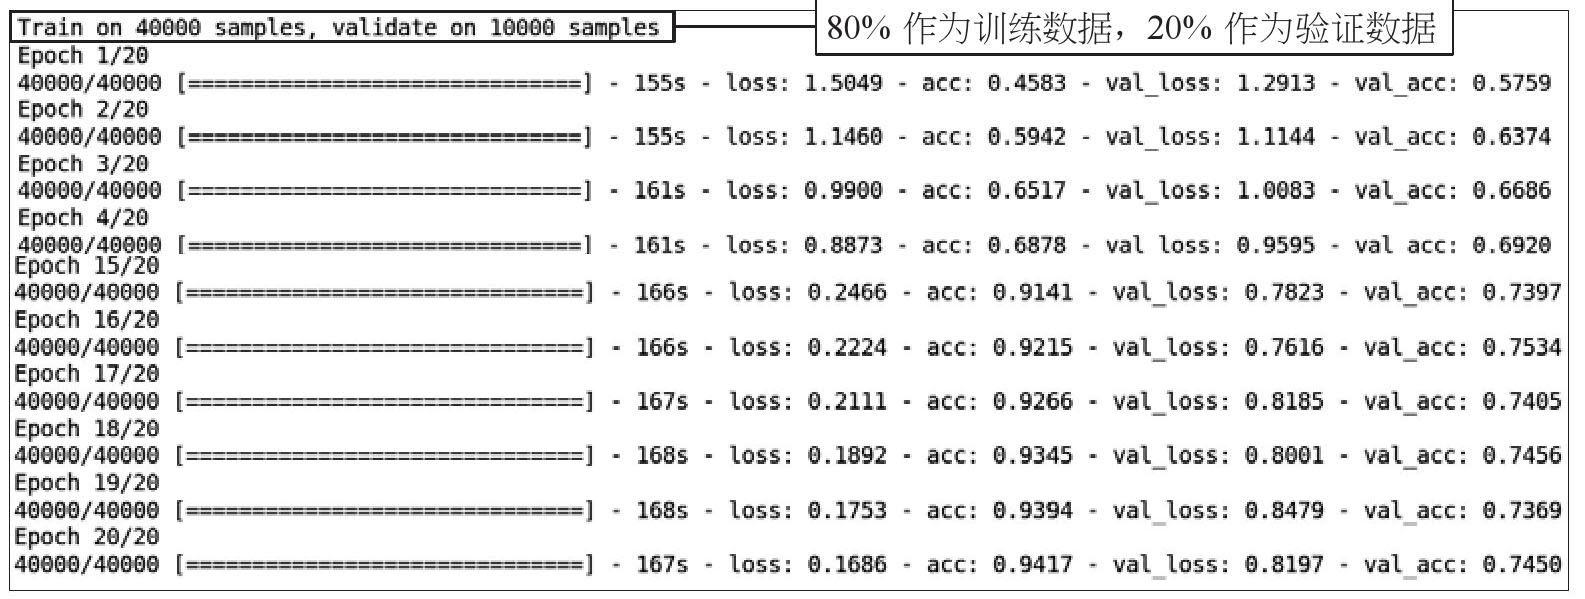 Train on 40000 samples, validate on 10000 samples
80% 作为训练数据，20% 作为验证数据
Epoch 1/20
40000/40000 [==============================] - 155s - loss: 1.5049 - acc: 0.4583 - val_loss: 1.2913 - val_acc: 0.5759
Epoch 2/20
40000/40000 [==============================] - 155s - loss: 1.1460 - acc: 0.5942 - val_loss: 1.1144 - val_acc: 0.6374
Epoch 3/20
40000/40000 [==============================] - 161s - loss: 0.9900 - acc: 0.6517 - val_loss: 1.0083 - val_acc: 0.6686
Epoch 4/20
40000/40000 [==============================] - 161s - loss: 0.8873 - acc: 0.6878 - val loss: 0.9595 - val acc: 0.6920
Epoch 15/20
40000/40000 [==============================] - 166s - loss: 0.2466 - acc: 0.9141 - val_loss: 0.7823 - val_acc: 0.7397
Epoch 16/20
40000/40000 [==============================] - 166s - loss: 0.2224 - acc: 0.9215 - val_loss: 0.7616 - val_acc: 0.7534
Epoch 17/20
40000/40000 [==============================] - 167s - loss: 0.2111 - acc: 0.9266 - val_loss: 0.8185 - val_acc: 0.7405
Epoch 18/20
40000/40000 [==============================] - 168s - loss: 0.1892 - acc: 0.9345 - val_loss: 0.8001 - val_acc: 0.7456
Epoch 19/20
40000/40000 [==============================] - 168s - loss: 0.1753 - acc: 0.9394 - val_loss: 0.8479 - val_acc: 0.7369
Epoch 20/20
40000/40000 [==============================] - 167s - loss: 0.1686 - acc: 0.9417 - val_loss: 0.8197 - val_acc: 0.7450